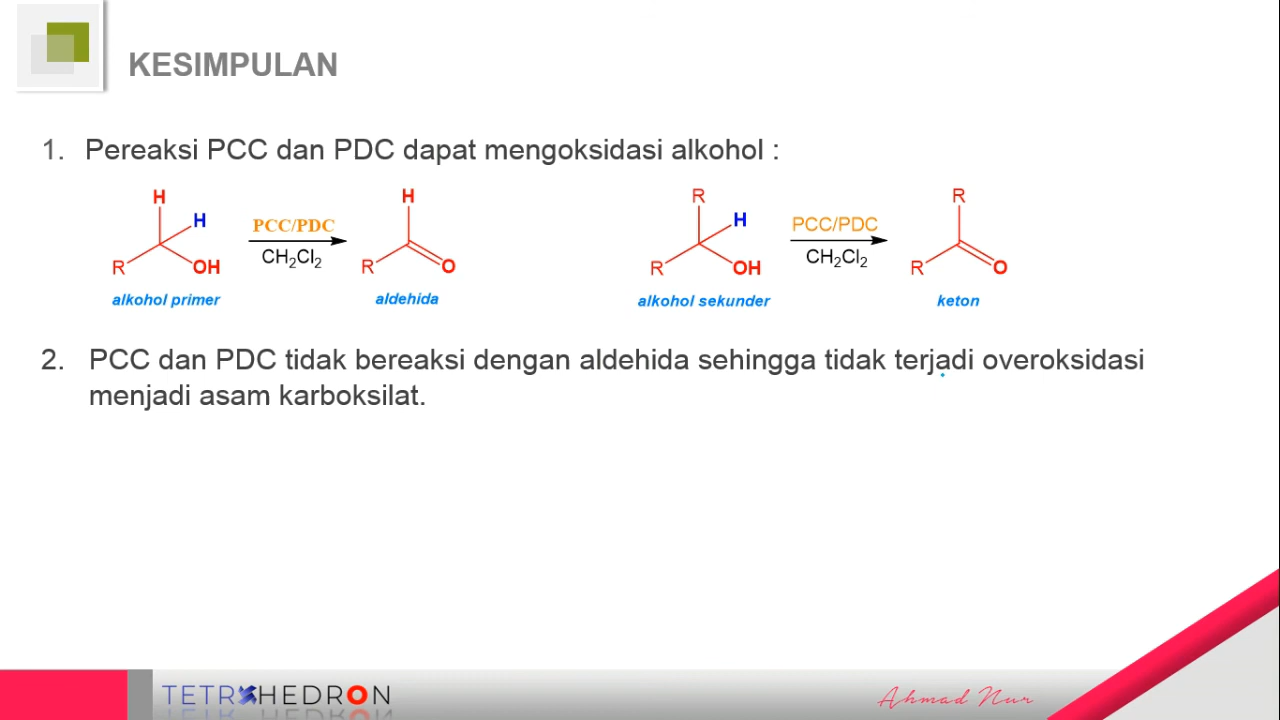 KESIMPULAN
1. Pereaksi PCC dan PDC dapat mengoksidasi alkohol :
H H R OH
PCC/PDC
CH₂Cl₂
H R O
R H R OH
PCC/PDC
CH₂Cl₂
R R O
alkohol primer
aldehida
alkohol sekunder
keton
2. PCC dan PDC tidak bereaksi dengan aldehida sehingga tidak terjadi overoksidasi
menjadi asam karboksilat.
TETRAHEDRON
Ahmad Nur